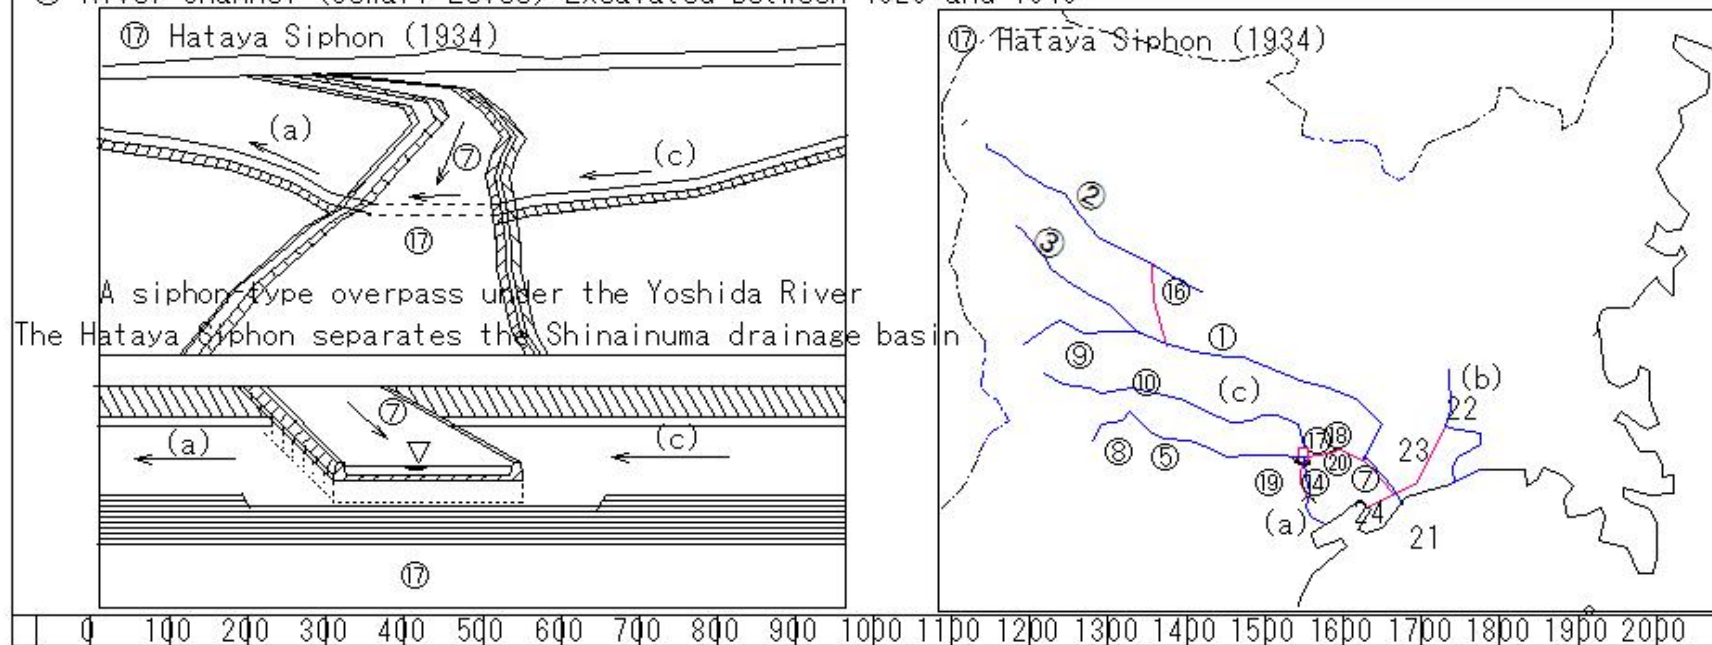 ⑰ Hataya Siphon (1934)
(a)
⑦
(c)
⑰
A siphon-type overpass under the Yoshida River
The Hataya Siphon separates the Shinainuma drainage basin
⑦
(a)
(c)
⑰
⑰ Hataya Siphon (1934)
②
③
⑯
①
⑨
⑩
(c)
(b)
22
⑰⑱
23
⑧
⑤
⑳
⑦
⑲
⑭
(a)
24
21
0 100 200 300 400 500 600 700 800 900 1000 1100 1200 1300 1400 1500 1600 1700 1800 1900 2000